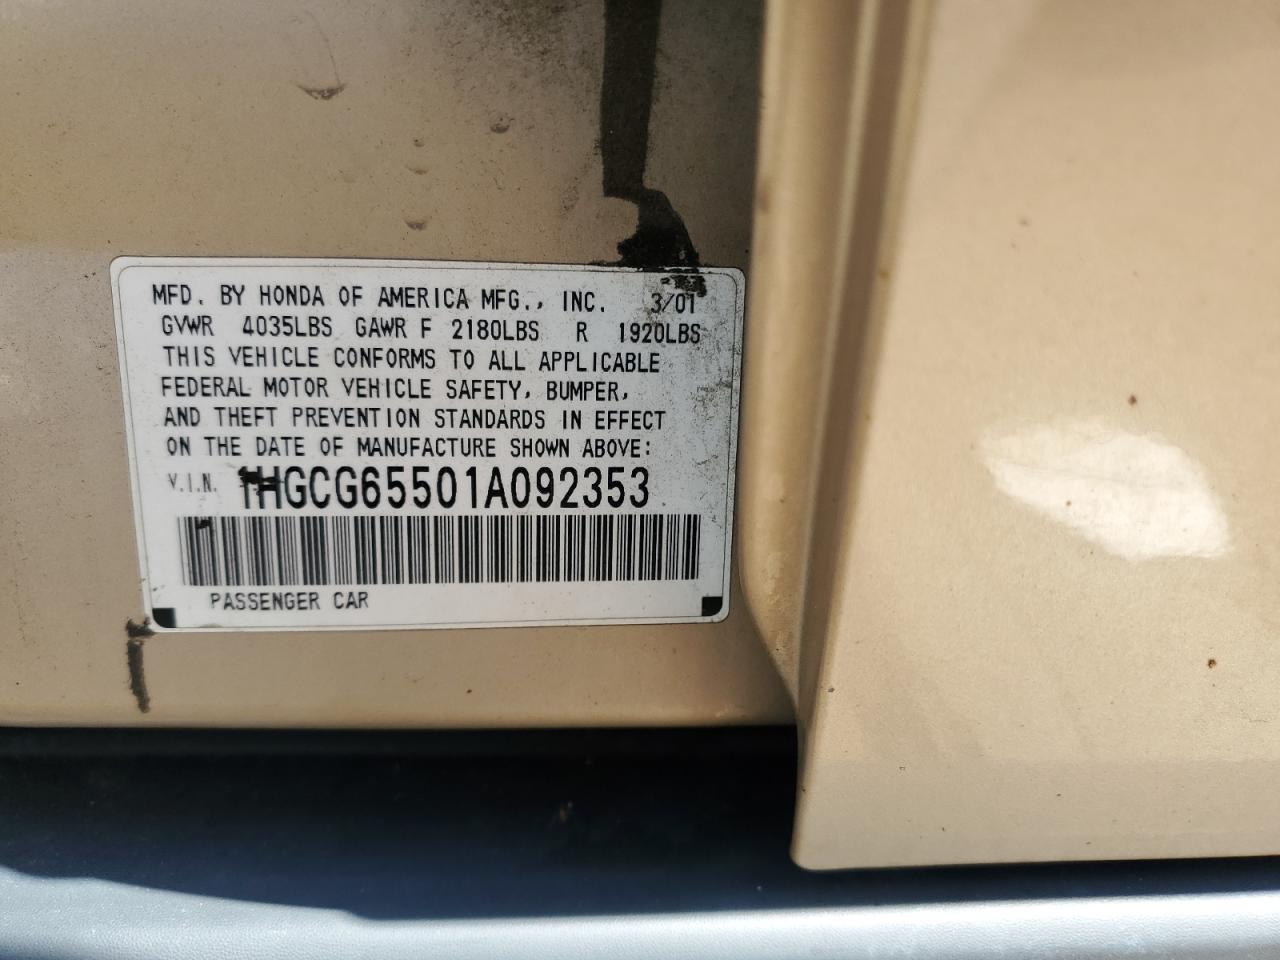 MFD. BY HONDA OF AMERICA MFG., INC. 3/01
GVWR 4035LBS GAWR F 2180LBS R 1920LBS
THIS VEHICLE CONFORMS TO ALL APPLICABLE
FEDERAL MOTOR VEHICLE SAFETY, BUMPER,
AND THEFT PREVENTION STANDARDS IN EFFECT
ON THE DATE OF MANUFACTURE SHOWN ABOVE:
V.I.N. 1HGCG65501A092353
PASSENGER CAR